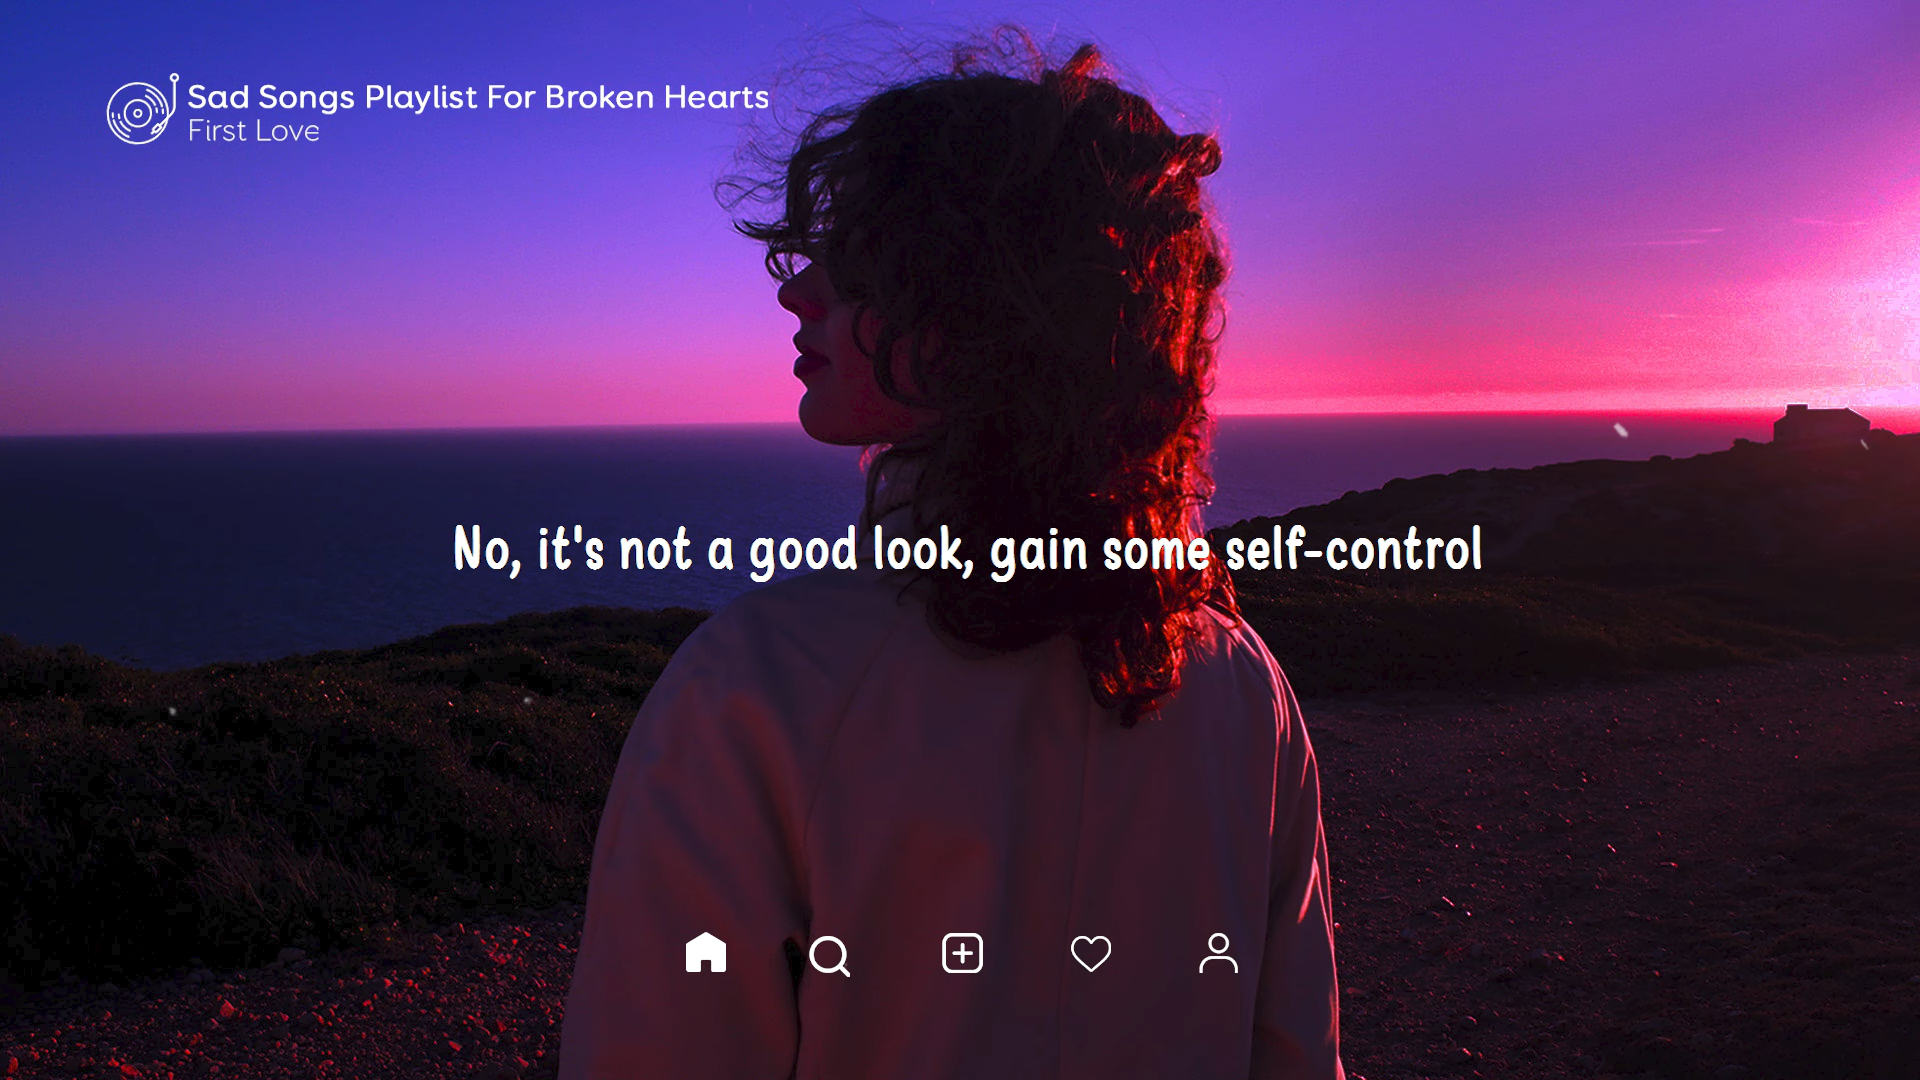 Sad Songs Playlist For Broken Hearts
First Love
No, it's not a good look, gain some self-control